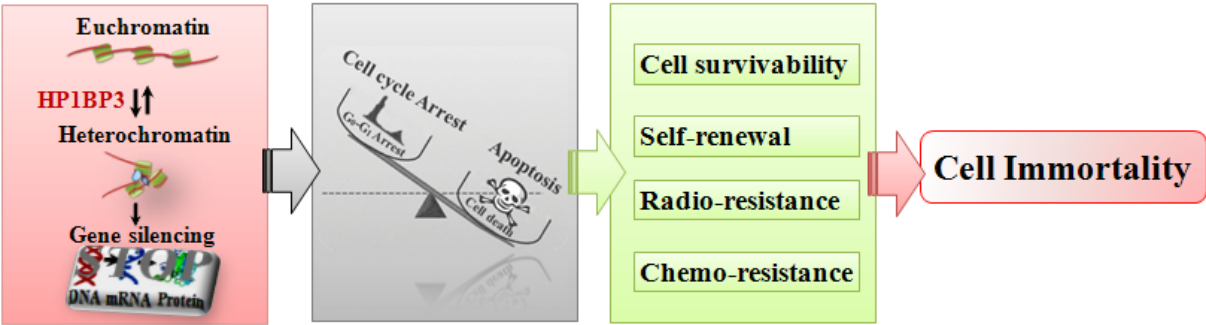 Euchromatin
HP1BP3
Heterochromatin
Gene silencing
STOP
DNA mRNA Protein
Cell cycle Arrest
G₀-G₁ Arrest
Apoptosis
Cell death
Cell survivability
Self-renewal
Radio-resistance
Chemo-resistance
Cell Immortality